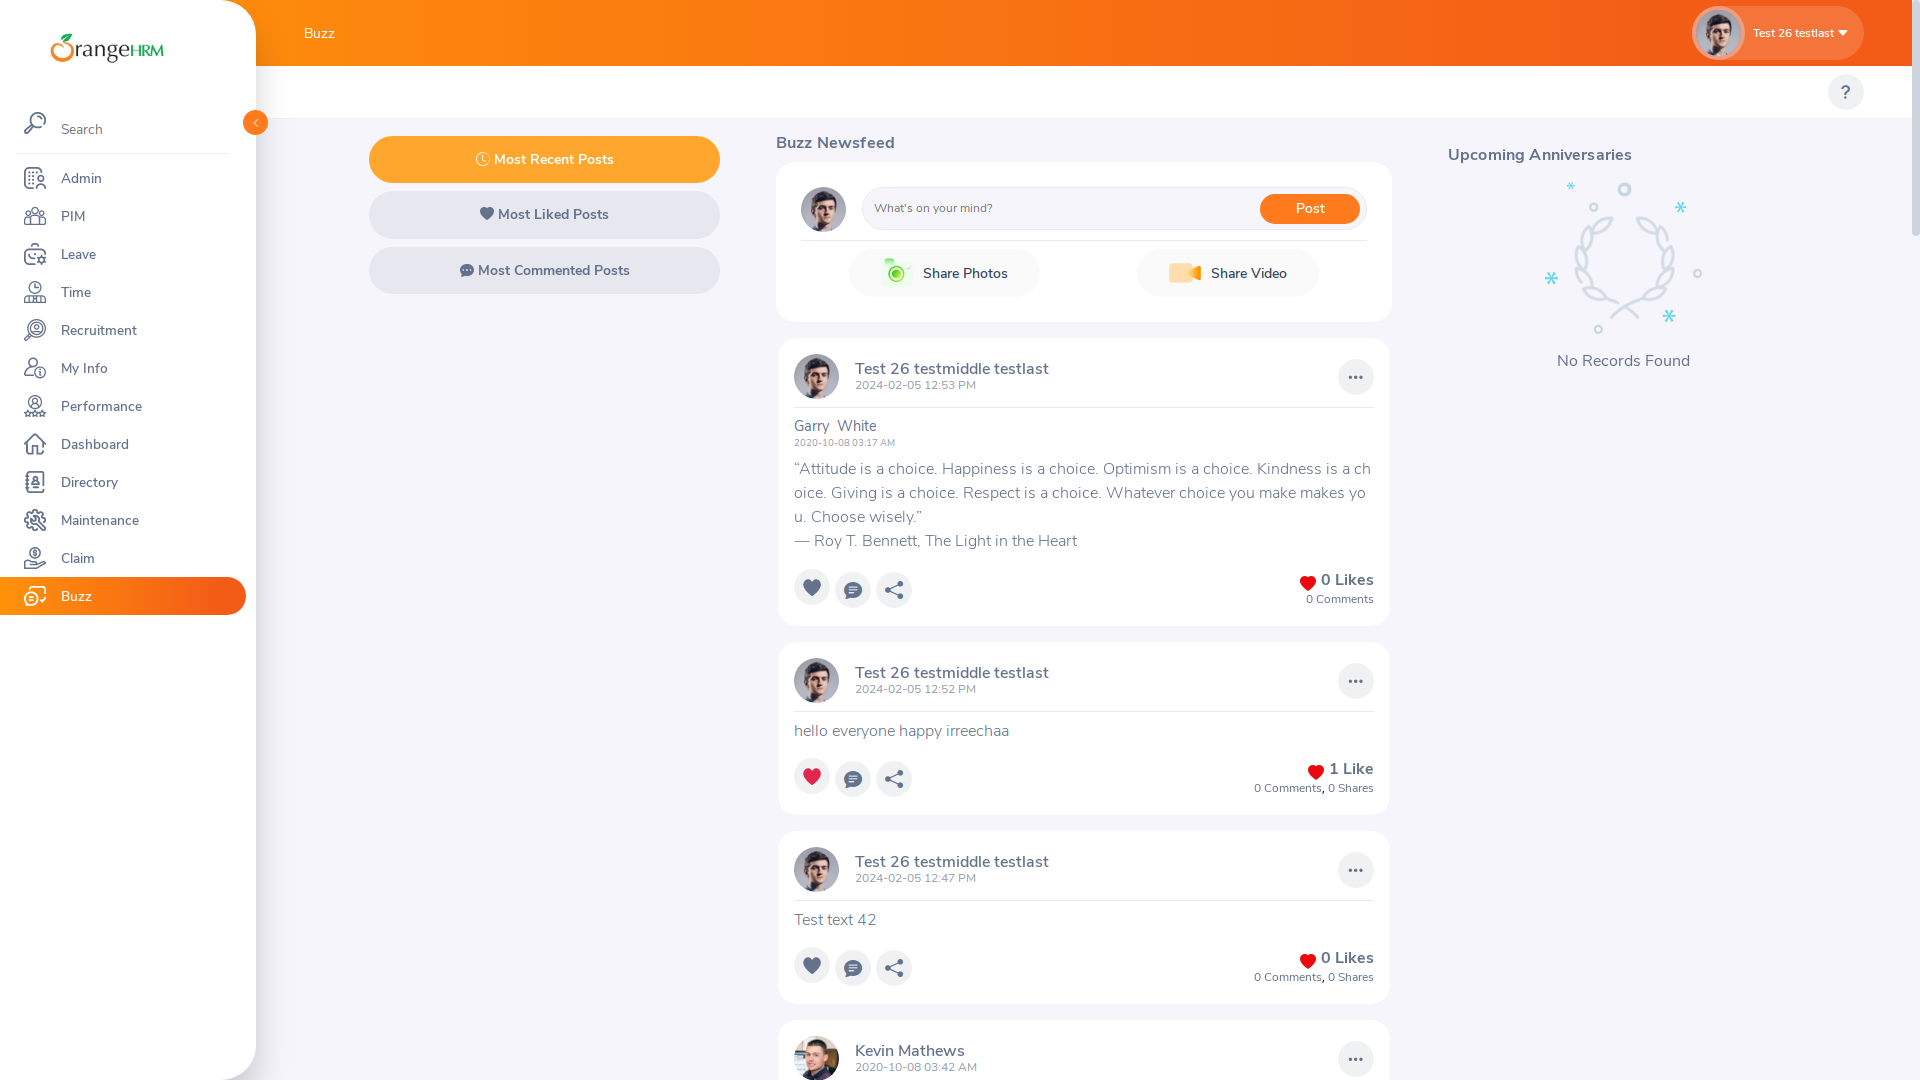 OrangeHRM
Search
Admin
PIM
Leave
Time
Recruitment
My Info
Performance
Dashboard
Directory
Maintenance
Claim
Buzz
Buzz
Test 26 testlast
?
Most Recent Posts
Most Liked Posts
Most Commented Posts
Buzz Newsfeed
What's on your mind?
Post
Share Photos
Share Video
Test 26 testmiddle testlast
2024-02-05 12:53 PM
Garry White
2020-10-08 03:17 AM
“Attitude is a choice. Happiness is a choice. Optimism is a choice. Kindness is a ch
oice. Giving is a choice. Respect is a choice. Whatever choice you make makes yo
u. Choose wisely.”
— Roy T. Bennett, The Light in the Heart
0 Likes
0 Comments
Test 26 testmiddle testlast
2024-02-05 12:52 PM
hello everyone happy irreechaa
1 Like
0 Comments, 0 Shares
Test 26 testmiddle testlast
2024-02-05 12:47 PM
Test text 42
0 Likes
0 Comments, 0 Shares
Kevin Mathews
2020-10-08 03:42 AM
Upcoming Anniversaries
No Records Found